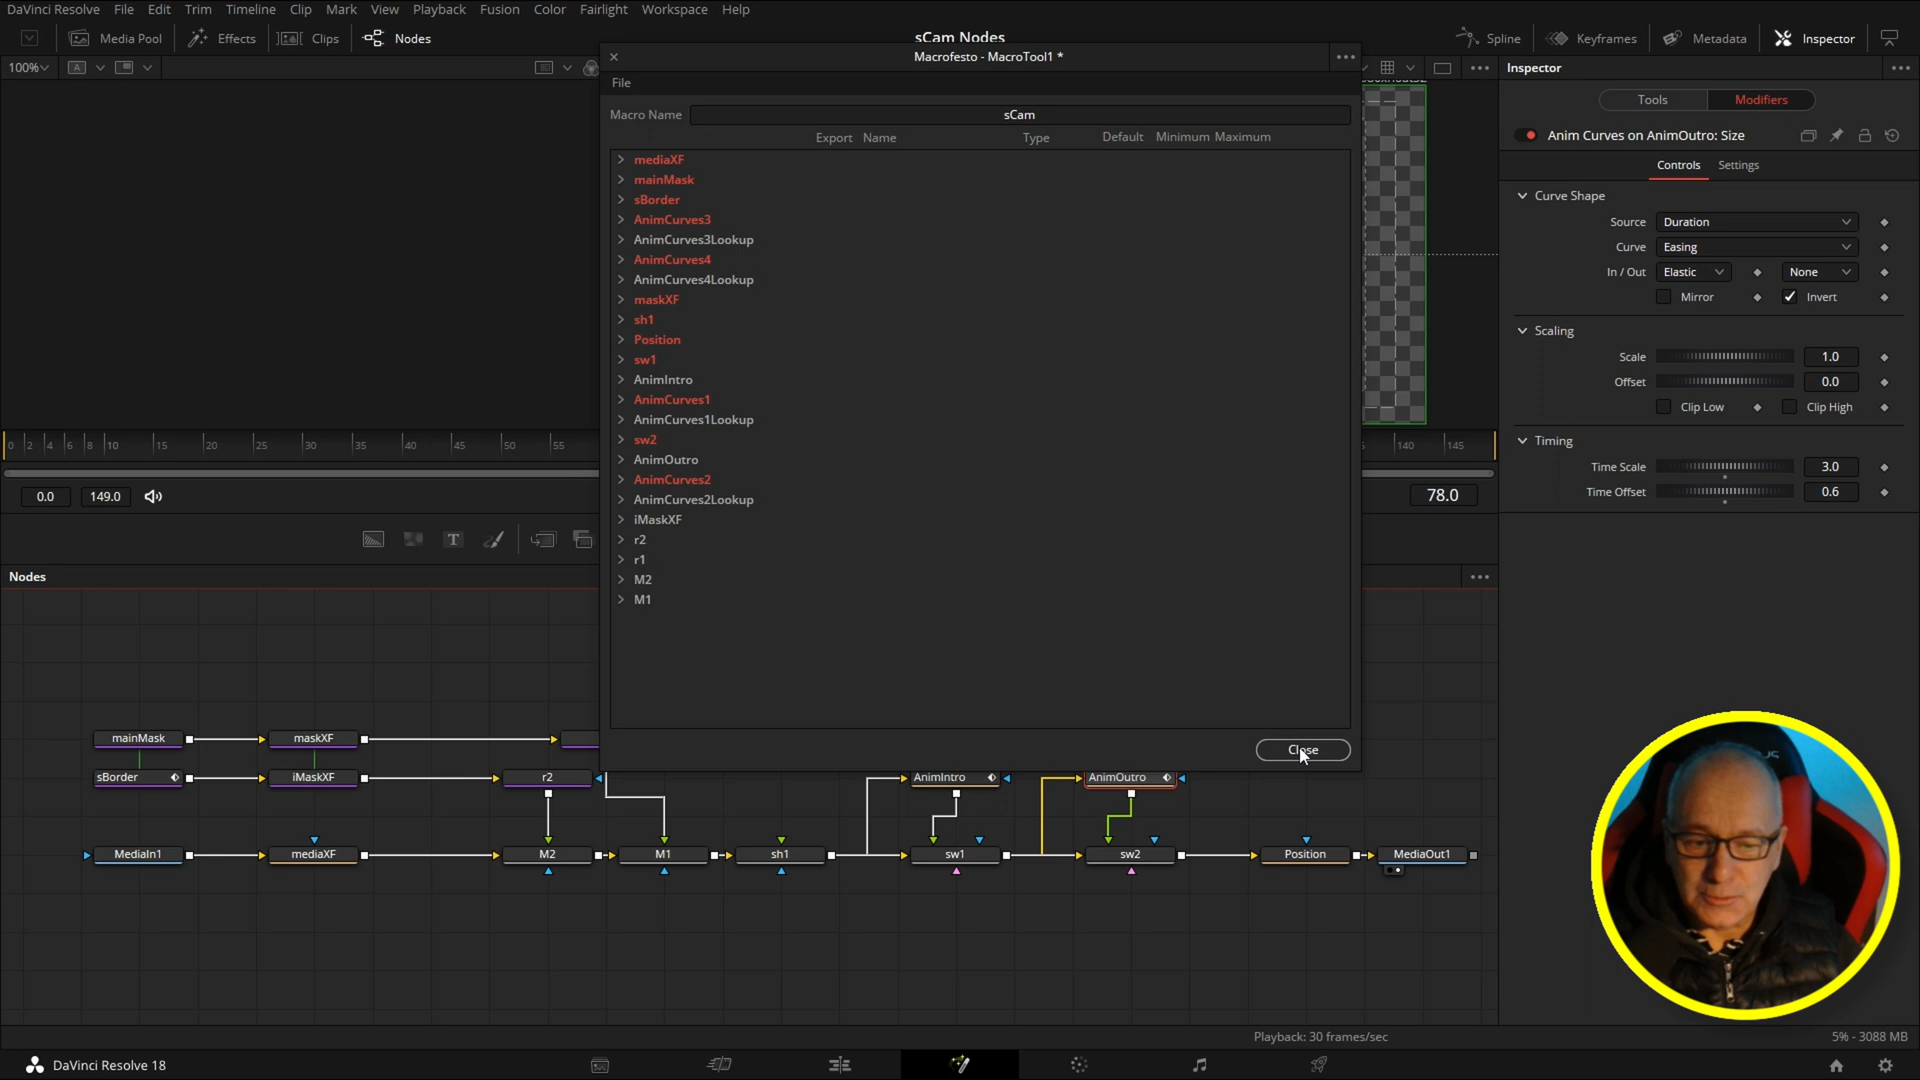 DaVinci Resolve File Edit Trim Timeline Clip Mark View Playback Fusion Color Fairlight Workspace Help
Media Pool Effects Clips Nodes sCam Nodes Spline Keyframes Metadata Inspector
100% A
Macrofesto - MacroTool1 *
Inspector
File
Tools Modifiers
Macro Name sCam
Export Name Type Default Minimum Maximum
Anim Curves on AnimOutro: Size
Controls Settings
mediaXF
mainMask
sBorder
AnimCurves3
AnimCurves3Lookup
AnimCurves4
AnimCurves4Lookup
maskXF
sh1
Position
sw1
AnimIntro
AnimCurves1
AnimCurves1Lookup
sw2
AnimOutro
AnimCurves2
AnimCurves2Lookup
iMaskXF
r2
r1
M2
M1
Close
Curve Shape
Source Duration
Curve Easing
In / Out Elastic None
Mirror Invert
Scaling
Scale 1.0
Offset 0.0
Clip Low Clip High
Timing
Time Scale 3.0
Time Offset 0.6
0 2 4 6 8 10 15 20 25 30 35 40 45 50 55 140 145
0.0 149.0 78.0
T
Nodes
mainMask maskXF
sBorder iMaskXF r2 AnimIntro AnimOutro
MediaIn1 mediaXF M2 M1 sh1 sw1 sw2 Position MediaOut1
Playback: 30 frames/sec 5% - 3088 MB
DaVinci Resolve 18